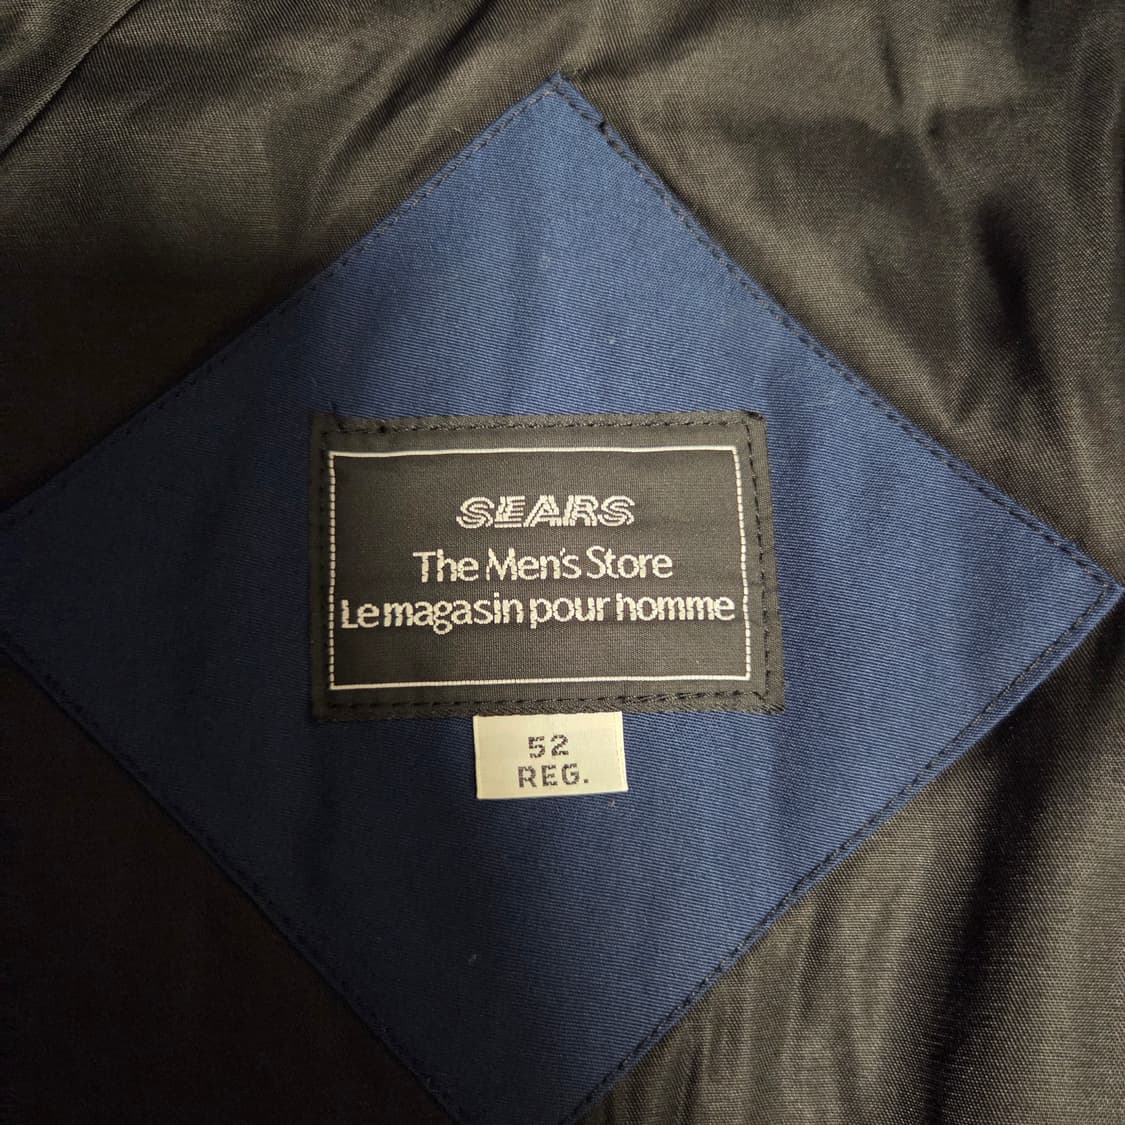 SEARS
The Men's Store
Le magasin pour homme
52
REG.